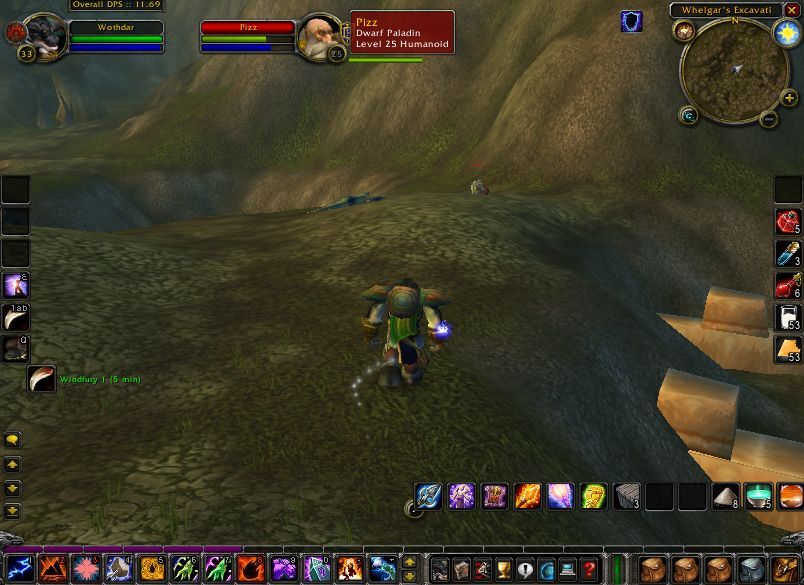 Overall DPS :: 11.69
Wothdar
33
Pizz
25
Pizz
Dwarf Paladin
Level 25 Humanoid
Whelgar's Excavati
N
5
3
6
53
53
1ab
Q
Windfury 1 (5 min)
3
8
5